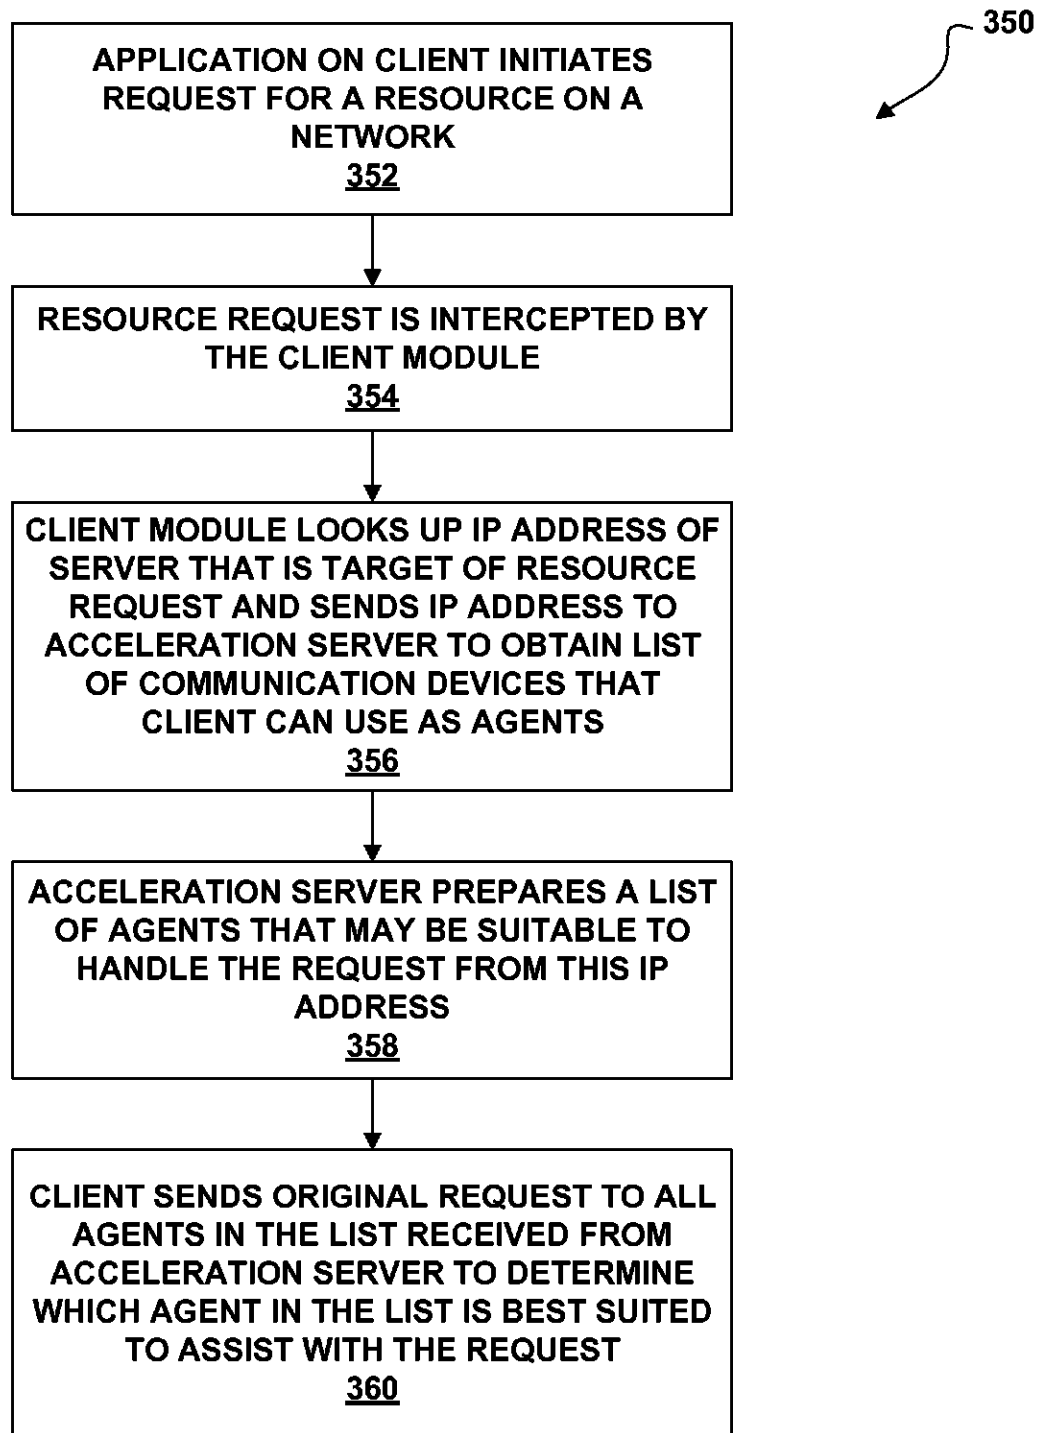 350
APPLICATION ON CLIENT INITIATES
REQUEST FOR A RESOURCE ON A
NETWORK
352
RESOURCE REQUEST IS INTERCEPTED BY
THE CLIENT MODULE
354
CLIENT MODULE LOOKS UP IP ADDRESS OF
SERVER THAT IS TARGET OF RESOURCE
REQUEST AND SENDS IP ADDRESS TO
ACCELERATION SERVER TO OBTAIN LIST
OF COMMUNICATION DEVICES THAT
CLIENT CAN USE AS AGENTS
356
ACCELERATION SERVER PREPARES A LIST
OF AGENTS THAT MAY BE SUITABLE TO
HANDLE THE REQUEST FROM THIS IP
ADDRESS
358
CLIENT SENDS ORIGINAL REQUEST TO ALL
AGENTS IN THE LIST RECEIVED FROM
ACCELERATION SERVER TO DETERMINE
WHICH AGENT IN THE LIST IS BEST SUITED
TO ASSIST WITH THE REQUEST
360